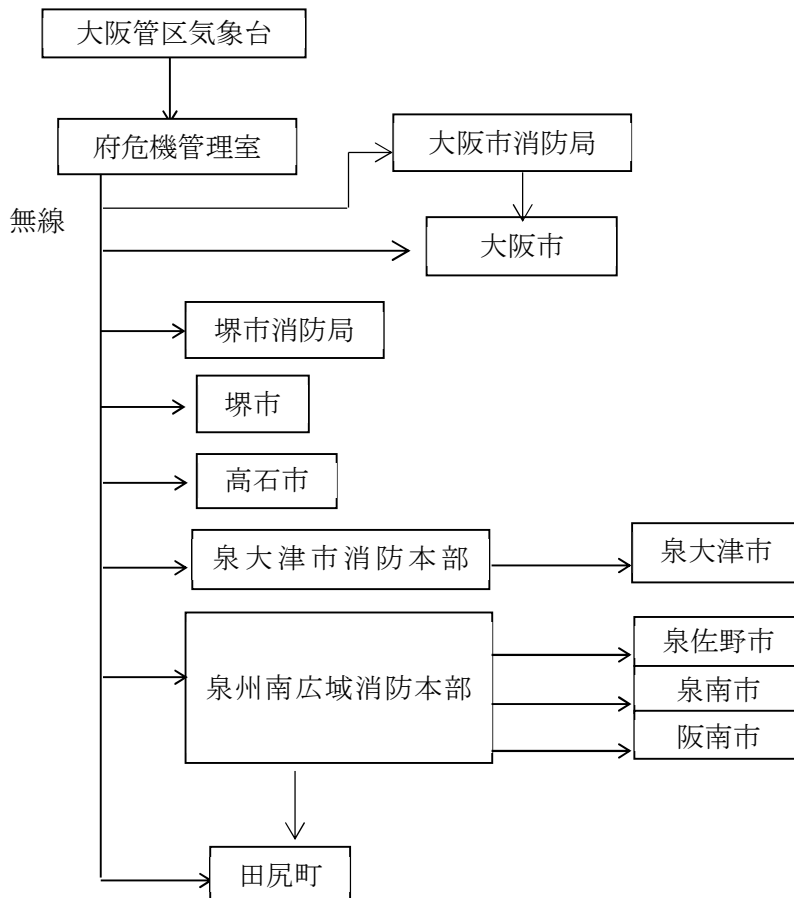 大阪管区気象台
府危機管理室
大阪市消防局
無線
大阪市
堺市消防局
堺市
高石市
泉大津市消防本部
泉大津市
泉佐野市
泉州南広域消防本部
泉南市
阪南市
田尻町